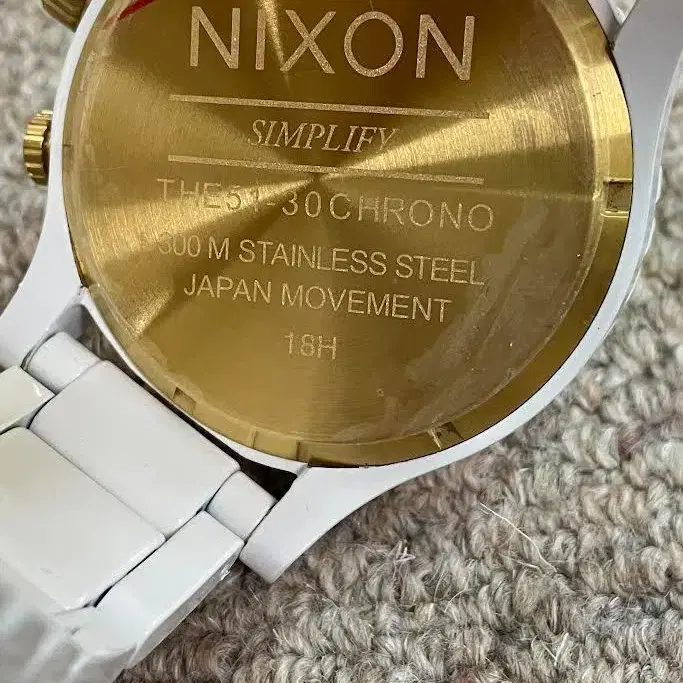 NIXON
SIMPLIFY
THE51-30CHRONO
300 M STAINLESS STEEL
JAPAN MOVEMENT
18H